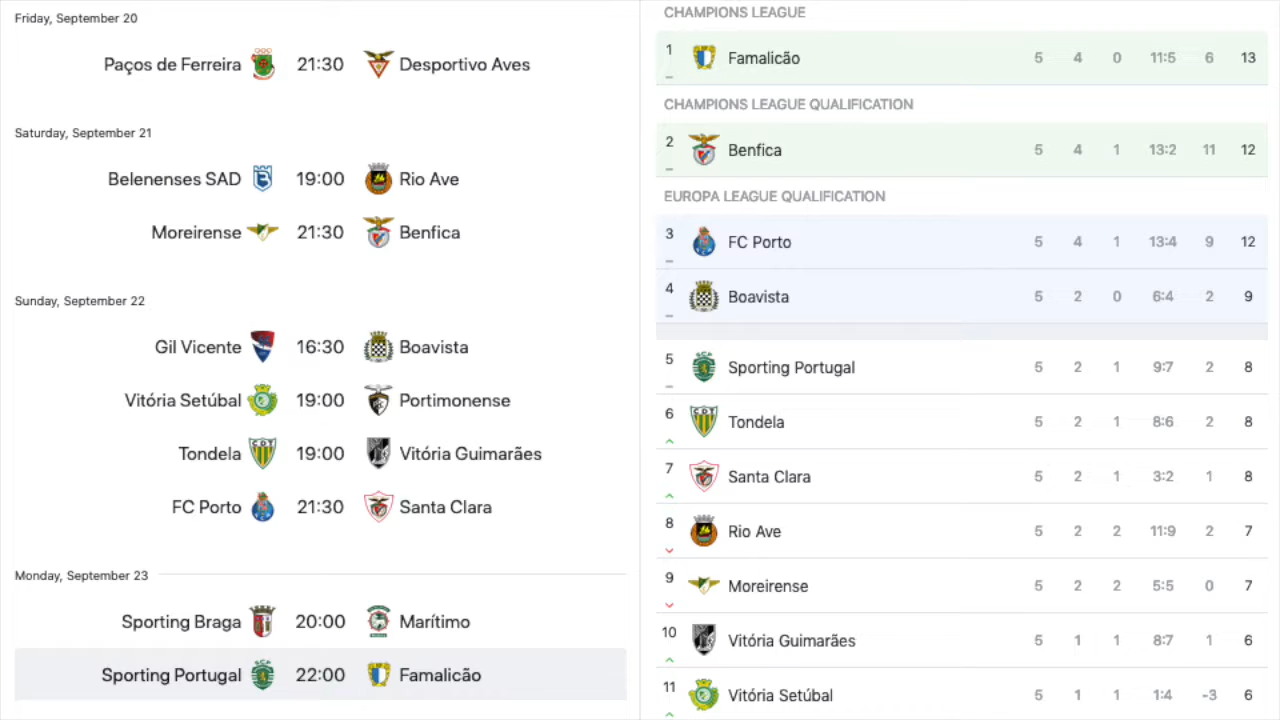 Friday, September 20
Paços de Ferreira 21:30 Desportivo Aves
Saturday, September 21
Belenenses SAD 19:00 Rio Ave
Moreirense 21:30 Benfica
Sunday, September 22
Gil Vicente 16:30 Boavista
Vitória Setúbal 19:00 Portimonense
Tondela 19:00 Vitória Guimarães
FC Porto 21:30 Santa Clara
Monday, September 23
Sporting Braga 20:00 Marítimo
Sporting Portugal 22:00 Famalicão
CHAMPIONS LEAGUE
1 Famalicão 5 4 0 11:5 6 13
CHAMPIONS LEAGUE QUALIFICATION
2 Benfica 5 4 1 13:2 11 12
EUROPA LEAGUE QUALIFICATION
3 FC Porto 5 4 1 13:4 9 12
4 Boavista 5 2 0 6:4 2 9
5 Sporting Portugal 5 2 1 9:7 2 8
6 Tondela 5 2 1 8:6 2 8
7 Santa Clara 5 2 1 3:2 1 8
8 Rio Ave 5 2 2 11:9 2 7
9 Moreirense 5 2 2 5:5 0 7
10 Vitória Guimarães 5 1 1 8:7 1 6
11 Vitória Setúbal 5 1 1 1:4 -3 6